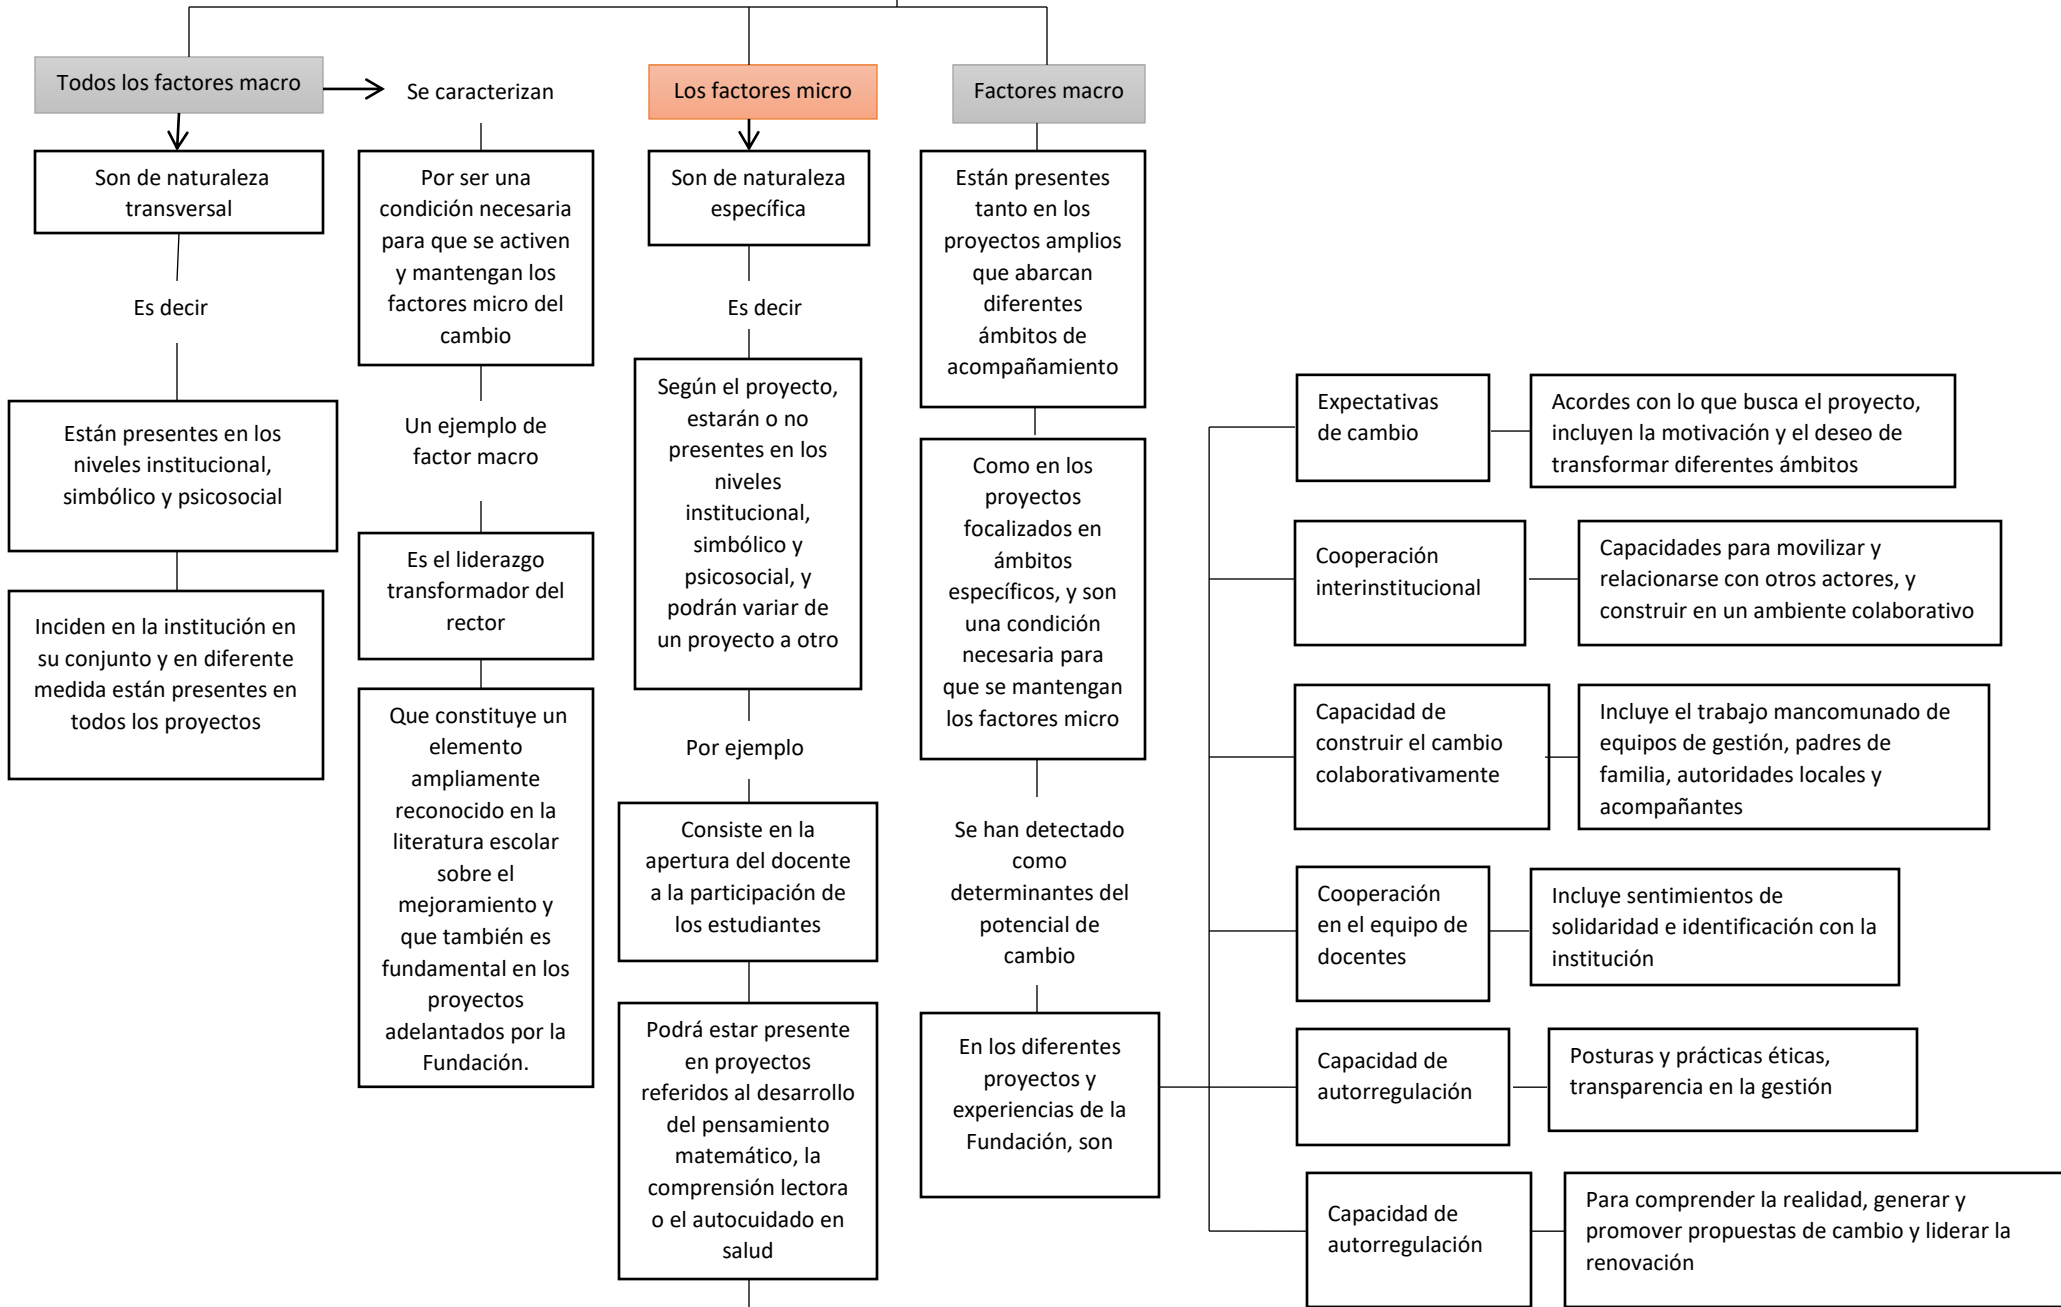 Todos los factores macro
Son de naturaleza
transversal
Es decir
Están presentes en los
niveles institucional,
simbólico y psicosocial
Inciden en la institución en
su conjunto y en diferente
medida están presentes en
todos los proyectos
Se caracterizan
Por ser una
condición necesaria
para que se activen
y mantengan los
factores micro del
cambio
Un ejemplo de
factor macro
Es el liderazgo
transformador del
rector
Que constituye un
elemento
ampliamente
reconocido en la
literatura escolar
sobre el
mejoramiento y
que también es
fundamental en los
proyectos
adelantados por la
Fundación.
Los factores micro
Son de naturaleza
específica
Es decir
Según el proyecto,
estarán o no
presentes en los
niveles
institucional,
simbólico y
psicosocial, y
podrán variar de
un proyecto a otro
Por ejemplo
Consiste en la
apertura del docente
a la participación de
los estudiantes
Podrá estar presente
en proyectos
referidos al desarrollo
del pensamiento
matemático, la
comprensión lectora
o el autocuidado en
salud
Factores macro
Están presentes
tanto en los
proyectos amplios
que abarcan
diferentes
ámbitos de
acompañamiento
Como en los
proyectos
focalizados en
ámbitos
específicos, y son
una condición
necesaria para
que se mantengan
los factores micro
Se han detectado
como
determinantes del
potencial de
cambio
En los diferentes
proyectos y
experiencias de la
Fundación, son
Expectativas
de cambio
Acordes con lo que busca el proyecto,
incluyen la motivación y el deseo de
transformar diferentes ámbitos
Cooperación
interinstitucional
Capacidades para movilizar y
relacionarse con otros actores, y
construir en un ambiente colaborativo
Capacidad de
construir el cambio
colaborativamente
Incluye el trabajo mancomunado de
equipos de gestión, padres de
familia, autoridades locales y
acompañantes
Cooperación
en el equipo de
docentes
Incluye sentimientos de
solidaridad e identificación con la
institución
Capacidad de
autorregulación
Posturas y prácticas éticas,
transparencia en la gestión
Capacidad de
autorregulación
Para comprender la realidad, generar y
promover propuestas de cambio y liderar la
renovación